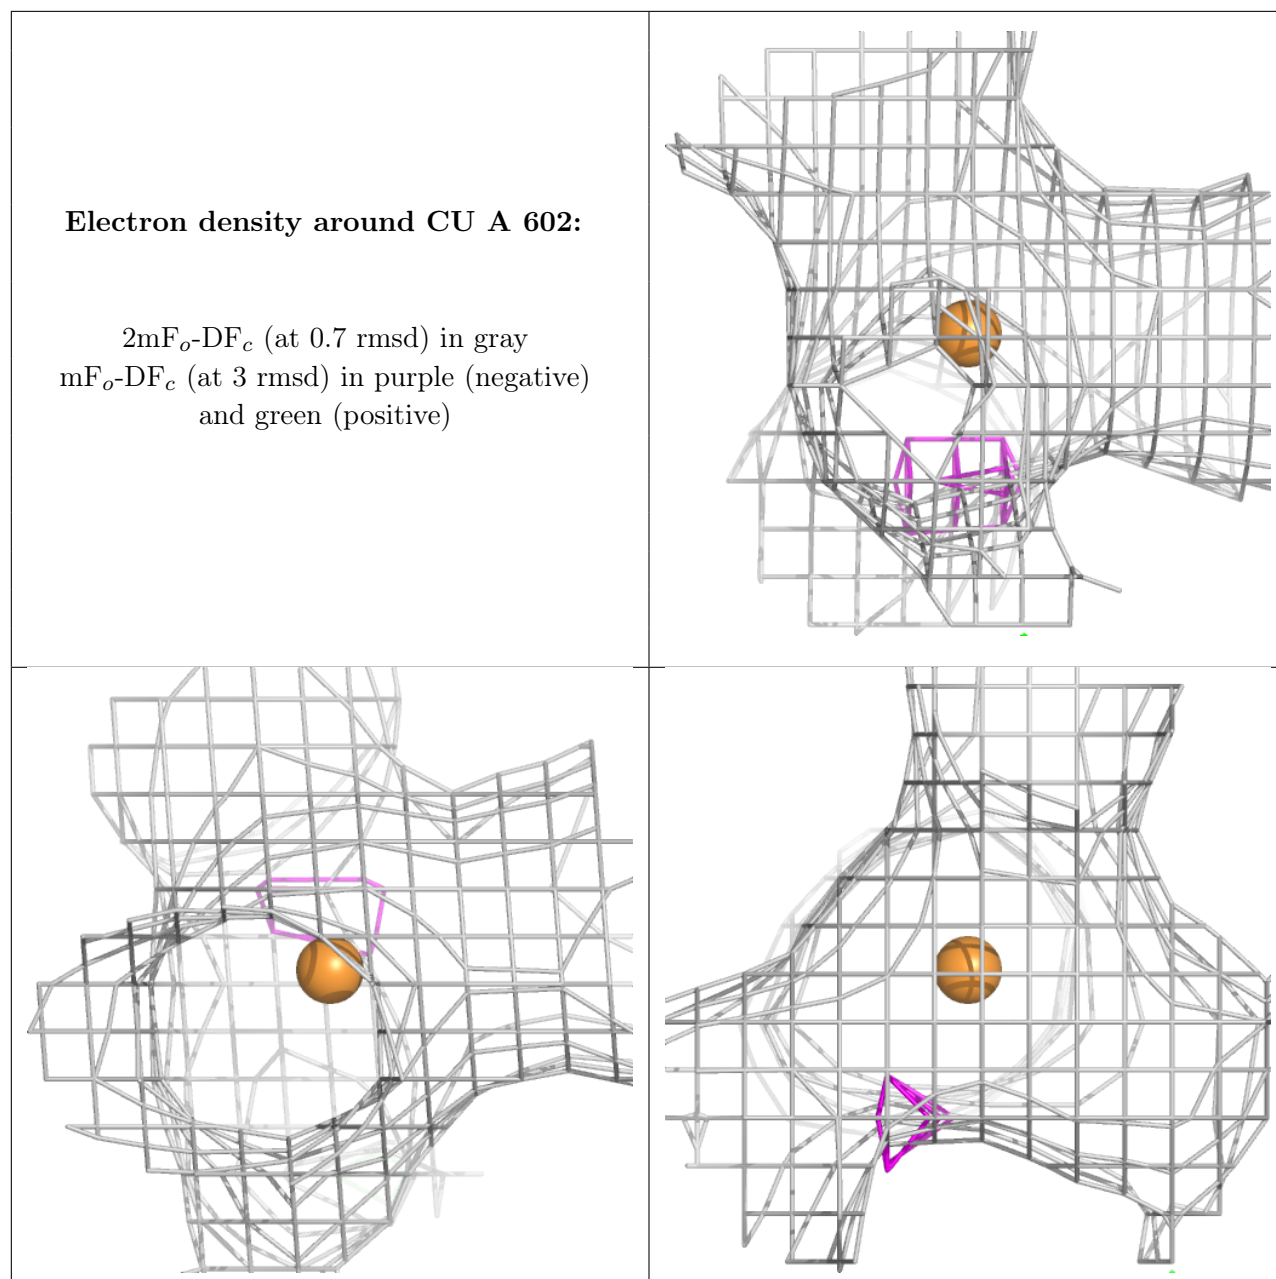 Electron density around CU A 602:
2mFo-DFc (at 0.7 rmsd) in gray
mFo-DFc (at 3 rmsd) in purple (negative)
and green (positive)